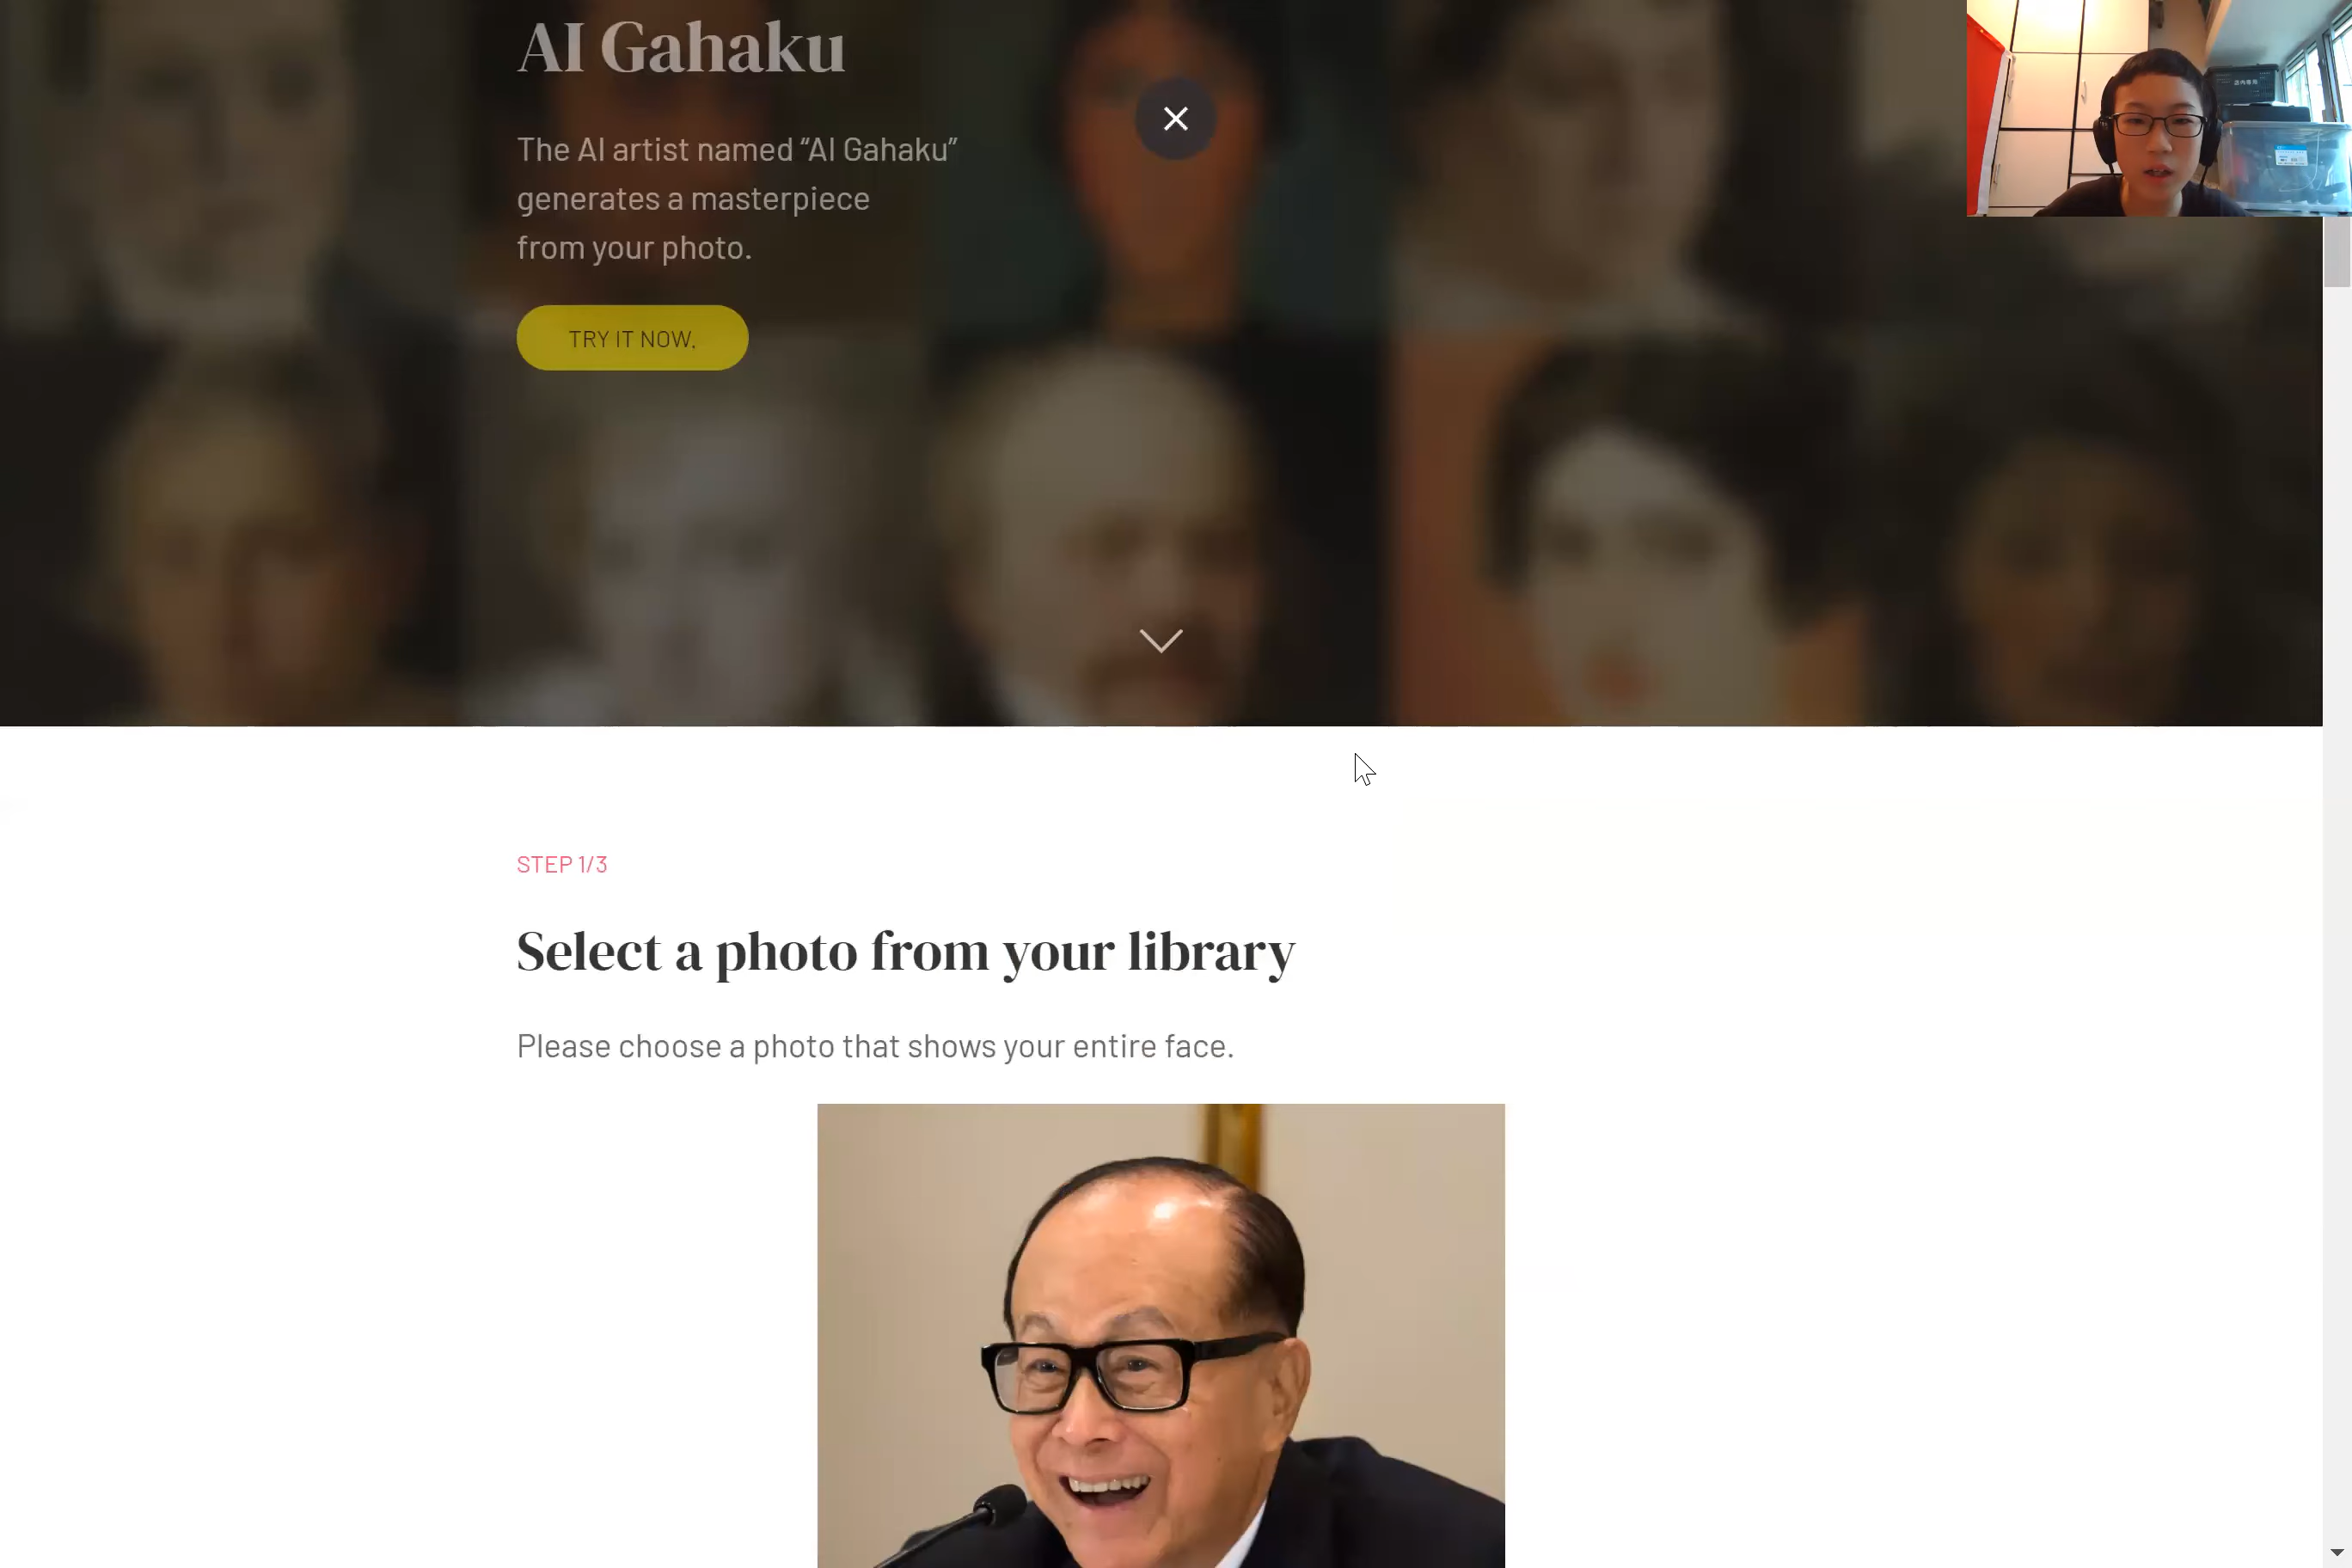 AI Gahaku
The AI artist named “AI Gahaku”
generates a masterpiece
from your photo.
TRY IT NOW.
STEP 1/3
Select a photo from your library
Please choose a photo that shows your entire face.